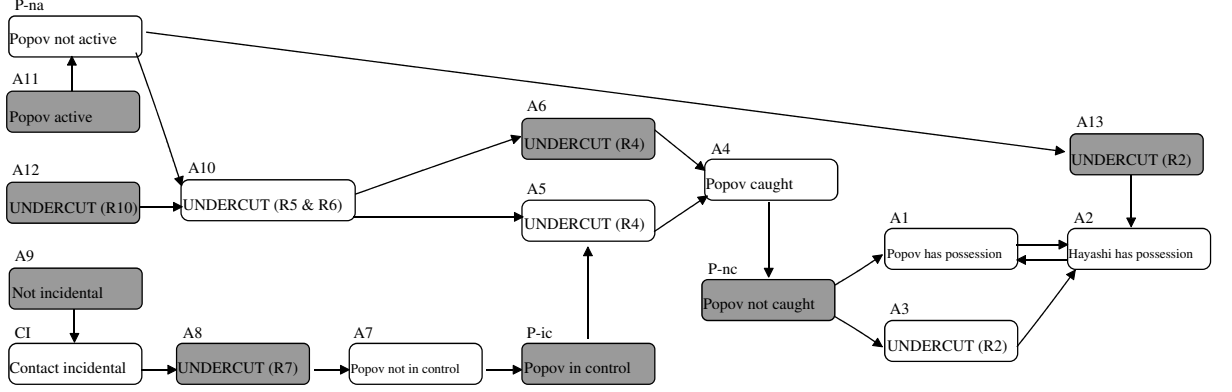 P-na
Popov not active
A11
Popov active
A6
UNDERCUT (R4)
A13
UNDERCUT (R2)
A12
UNDERCUT (R10)
A10
UNDERCUT (R5 & R6)
A4
Popov caught
A5
UNDERCUT (R4)
A1
Popov has possession
A2
Hayashi has possession
A9
Not incidental
P-nc
Popov not caught
CI
Contact incidental
A8
UNDERCUT (R7)
A7
Popov not in control
P-ic
Popov in control
A3
UNDERCUT (R2)